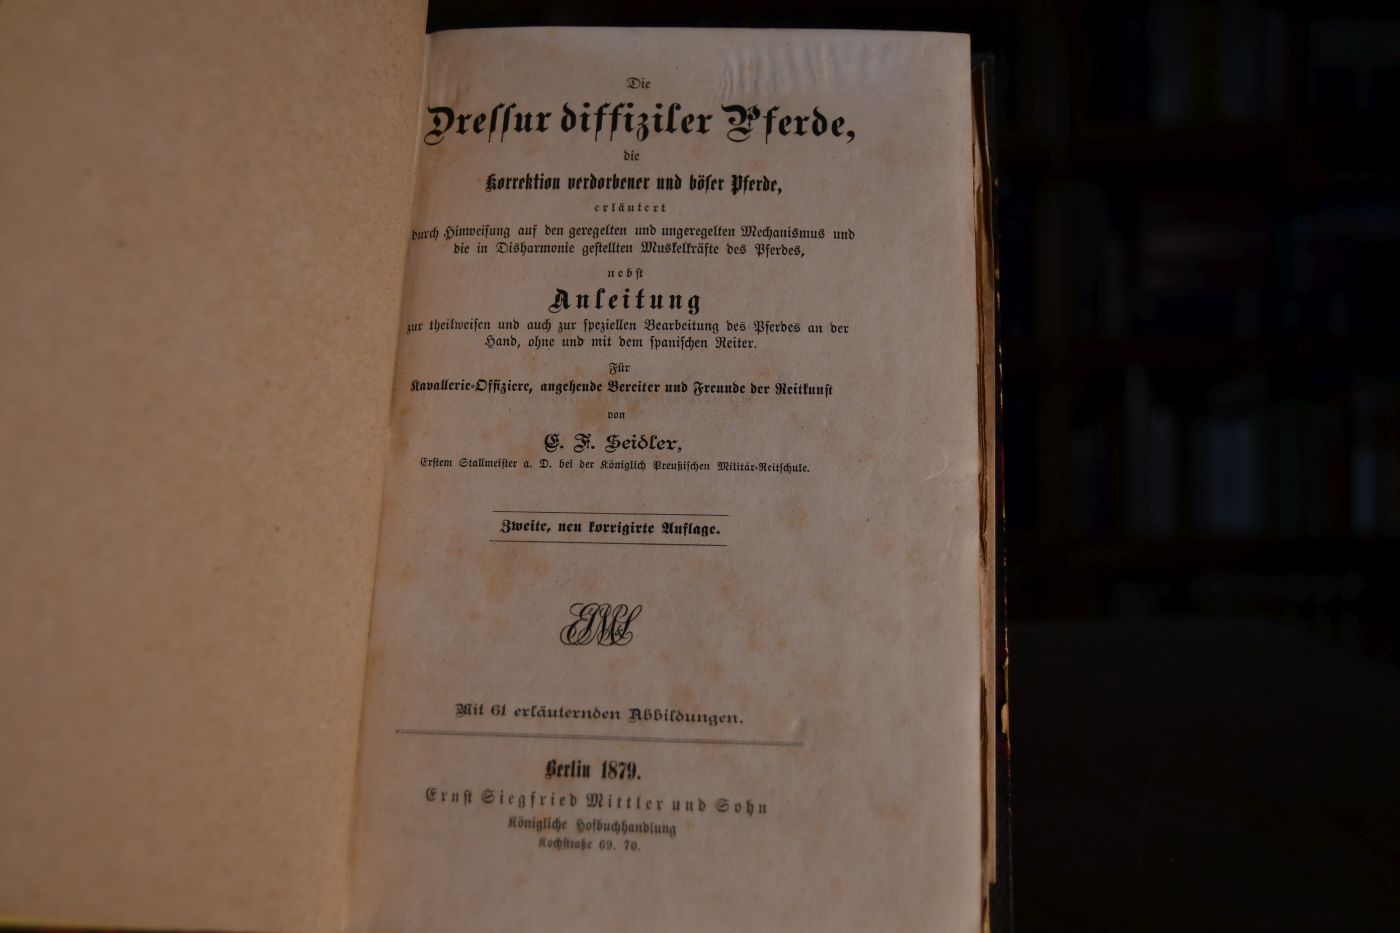 Die
Dressur diffiziler Pferde,
die
Korrektion verdorbener und böser Pferde,
erläutert
durch Hinweisung auf den geregelten und ungeregelten Mechanismus und
die in Disharmonie gestellten Muskelkräfte des Pferdes,
nebst
Anleitung
zur theilweisen und auch zur speziellen Bearbeitung des Pferdes an der
Hand, ohne und mit dem spanischen Reiter.
Für
Kavallerie-Offiziere, angehende Bereiter und Freunde der Reitkunst
von
E. F. Seidler,
Erstem Stallmeister a. D. bei der Königlich Preußischen Militär-Reitschule.
Zweite, neu korrigirte Auflage.
Mit 61 erläuternden Abbildungen.
Berlin 1879.
Ernst Siegfried Mittler und Sohn
Königliche Hofbuchhandlung
Kochstraße 69. 70.